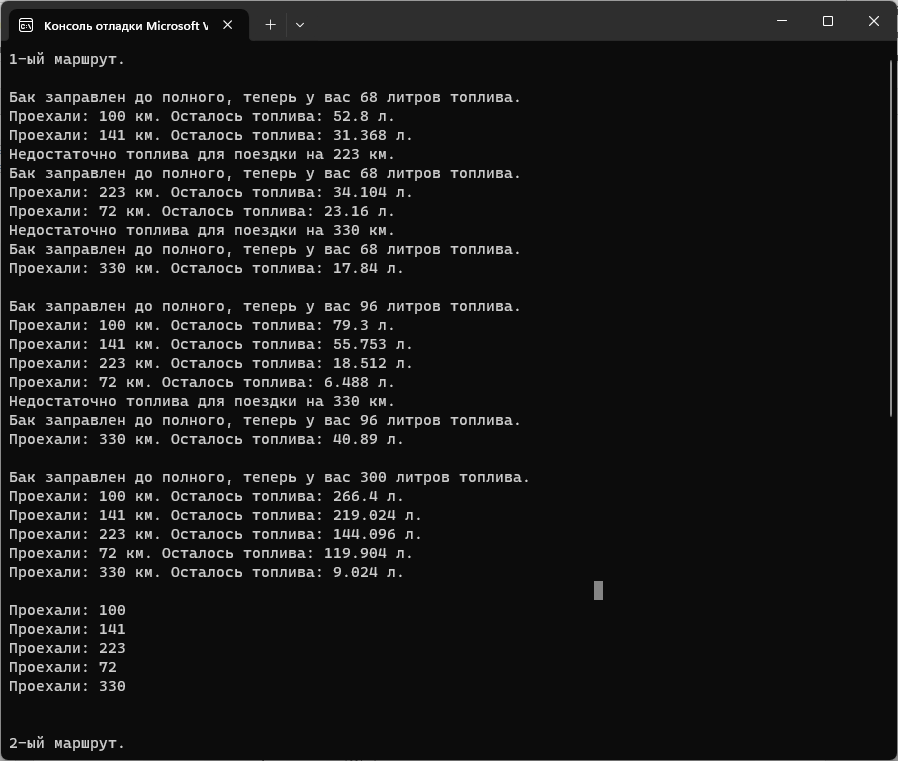 Консоль отладки Microsoft V
1-ый маршрут.
Бак заправлен до полного, теперь у вас 68 литров топлива.
Проехали: 100 км. Осталось топлива: 52.8 л.
Проехали: 141 км. Осталось топлива: 31.368 л.
Недостаточно топлива для поездки на 223 км.
Бак заправлен до полного, теперь у вас 68 литров топлива.
Проехали: 223 км. Осталось топлива: 34.104 л.
Проехали: 72 км. Осталось топлива: 23.16 л.
Недостаточно топлива для поездки на 330 км.
Бак заправлен до полного, теперь у вас 68 литров топлива.
Проехали: 330 км. Осталось топлива: 17.84 л.
Бак заправлен до полного, теперь у вас 96 литров топлива.
Проехали: 100 км. Осталось топлива: 79.3 л.
Проехали: 141 км. Осталось топлива: 55.753 л.
Проехали: 223 км. Осталось топлива: 18.512 л.
Проехали: 72 км. Осталось топлива: 6.488 л.
Недостаточно топлива для поездки на 330 км.
Бак заправлен до полного, теперь у вас 96 литров топлива.
Проехали: 330 км. Осталось топлива: 40.89 л.
Бак заправлен до полного, теперь у вас 300 литров топлива.
Проехали: 100 км. Осталось топлива: 266.4 л.
Проехали: 141 км. Осталось топлива: 219.024 л.
Проехали: 223 км. Осталось топлива: 144.096 л.
Проехали: 72 км. Осталось топлива: 119.904 л.
Проехали: 330 км. Осталось топлива: 9.024 л.
Проехали: 100
Проехали: 141
Проехали: 223
Проехали: 72
Проехали: 330
2-ый маршрут.